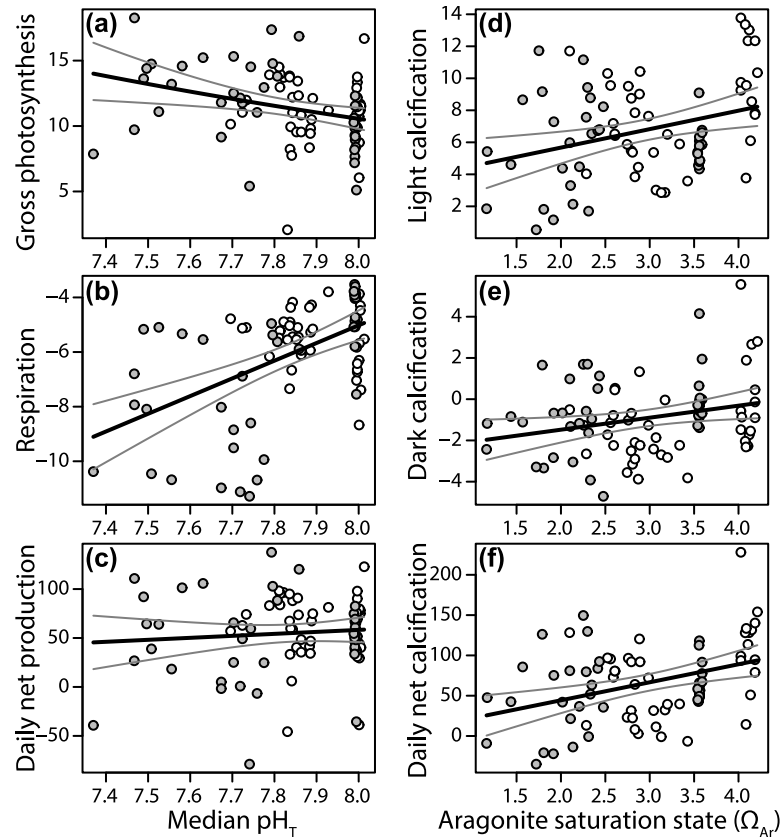 (a)
Gross photosynthesis
15
10
5
7.4 7.5 7.6 7.7 7.8 7.9 8.0
(b)
Respiration
−4
−6
−8
−10
7.4 7.5 7.6 7.7 7.8 7.9 8.0
(c)
Daily net production
100
50
0
−50
7.4 7.5 7.6 7.7 7.8 7.9 8.0
Median pH_T
(d)
Light calcification
14
12
10
8
6
4
2
1.5 2.0 2.5 3.0 3.5 4.0
(e)
Dark calcification
4
2
0
−2
−4
1.5 2.0 2.5 3.0 3.5 4.0
(f)
Daily net calcification
200
150
100
50
0
1.5 2.0 2.5 3.0 3.5 4.0
Aragonite saturation state (Ω_Ar)